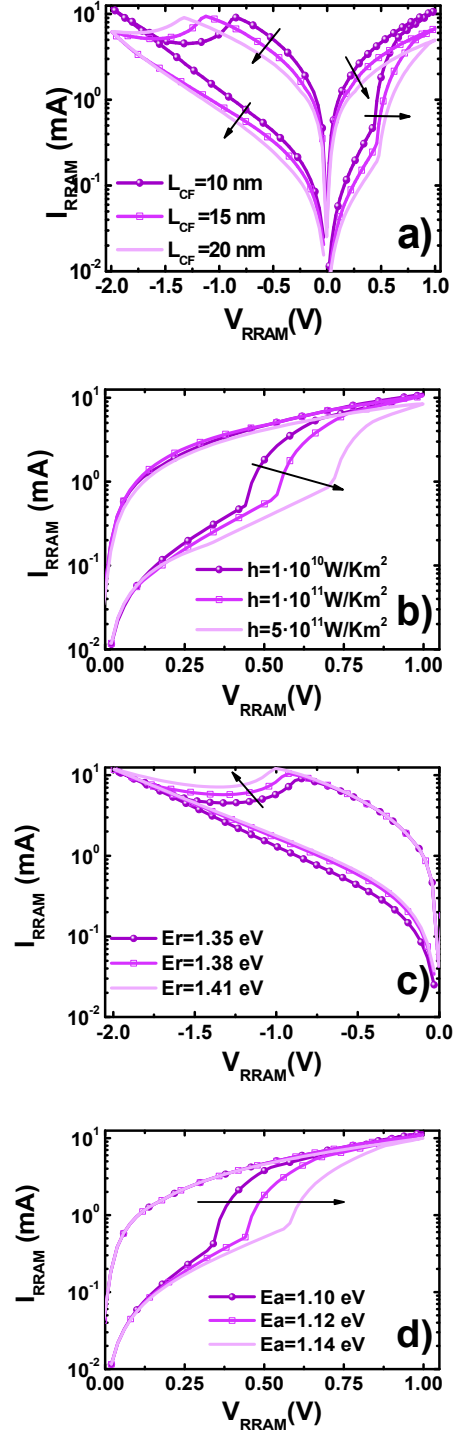 10¹
10⁰
10⁻¹
10⁻²
I_RRAM (mA)
L_CF=10 nm
L_CF=15 nm
L_CF=20 nm
a)
-2.0 -1.5 -1.0 -0.5 0.0 0.5 1.0
V_RRAM(V)
10¹
10⁰
10⁻¹
10⁻²
I_RRAM (mA)
h=1·10¹⁰W/Km²
h=1·10¹¹W/Km²
h=5·10¹¹W/Km²
b)
0.00 0.25 0.50 0.75 1.00
V_RRAM(V)
10¹
10⁰
10⁻¹
10⁻²
I_RRAM (mA)
Er=1.35 eV
Er=1.38 eV
Er=1.41 eV
c)
-2.0 -1.5 -1.0 -0.5 0.0
V_RRAM(V)
10¹
10⁰
10⁻¹
10⁻²
I_RRAM (mA)
Ea=1.10 eV
Ea=1.12 eV
Ea=1.14 eV
d)
0.00 0.25 0.50 0.75 1.00
V_RRAM(V)